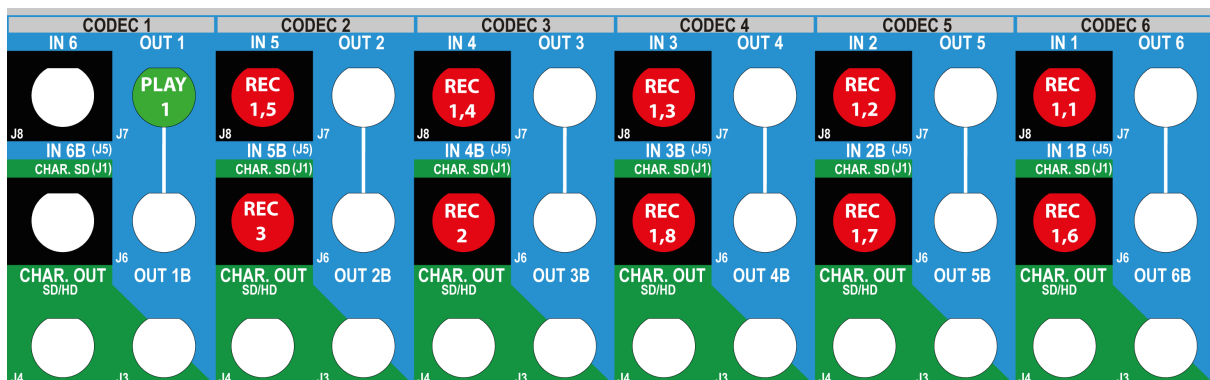 CODEC 1 CODEC 2 CODEC 3 CODEC 4 CODEC 5 CODEC 6
IN 6 OUT 1 IN 5 OUT 2 IN 4 OUT 3 IN 3 OUT 4 IN 2 OUT 5 IN 1 OUT 6
PLAY REC REC REC REC REC
1 1,5 1,4 1,3 1,2 1,1
J8 J7 J8 J7 J8 J7 J8 J7 J8 J7 J8 J7
IN 6B (J5) IN 5B (J5) IN 4B (J5) IN 3B (J5) IN 2B (J5) IN 1B (J5)
CHAR. SD (J1) CHAR. SD (J1) CHAR. SD (J1) CHAR. SD (J1) CHAR. SD (J1) CHAR. SD (J1)
REC REC REC REC REC
3 2 1,8 1,7 1,6
J6 J6 J6 J6 J6 J6
CHAR. OUT OUT 1B CHAR. OUT OUT 2B CHAR. OUT OUT 3B CHAR. OUT OUT 4B CHAR. OUT OUT 5B CHAR. OUT OUT 6B
SD/HD SD/HD SD/HD SD/HD SD/HD SD/HD
J4 J3 J4 J3 J4 J3 J4 J3 J4 J3 J4 J3